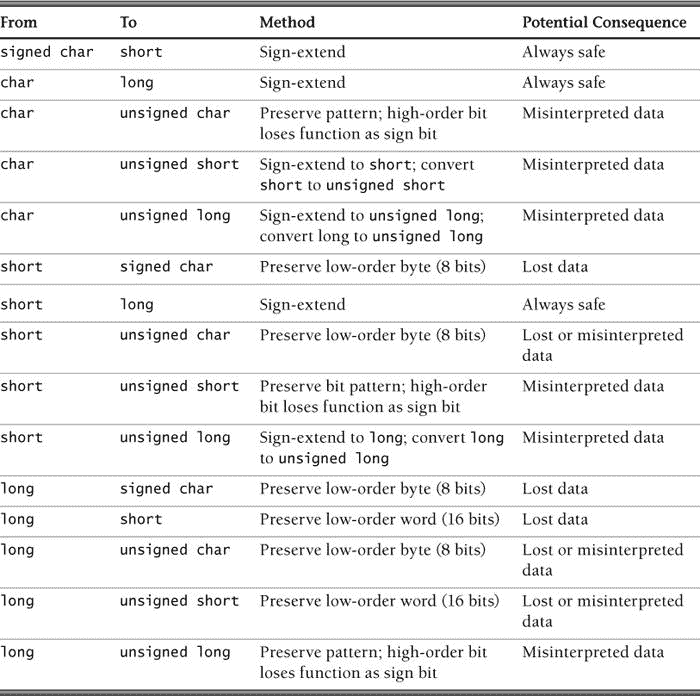 From To Method Potential Consequence
signed char short Sign-extend Always safe
char long Sign-extend Always safe
char unsigned char Preserve pattern; high-order bit Misinterpreted data
loses function as sign bit
char unsigned short Sign-extend to short; convert Misinterpreted data
short to unsigned short
char unsigned long Sign-extend to unsigned long; Misinterpreted data
convert long to unsigned long
short signed char Preserve low-order byte (8 bits) Lost data
short long Sign-extend Always safe
short unsigned char Preserve low-order byte (8 bits) Lost or misinterpreted
data
short unsigned short Preserve bit pattern; high-order Misinterpreted data
bit loses function as sign bit
short unsigned long Sign-extend to long; convert long Misinterpreted data
to unsigned long
long signed char Preserve low-order byte (8 bits) Lost data
long short Preserve low-order word (16 bits) Lost data
long unsigned char Preserve low-order byte (8 bits) Lost or misinterpreted
data
long unsigned short Preserve low-order word (16 bits) Lost or misinterpreted
data
long unsigned long Preserve pattern; high-order bit Misinterpreted data
loses function as sign bit